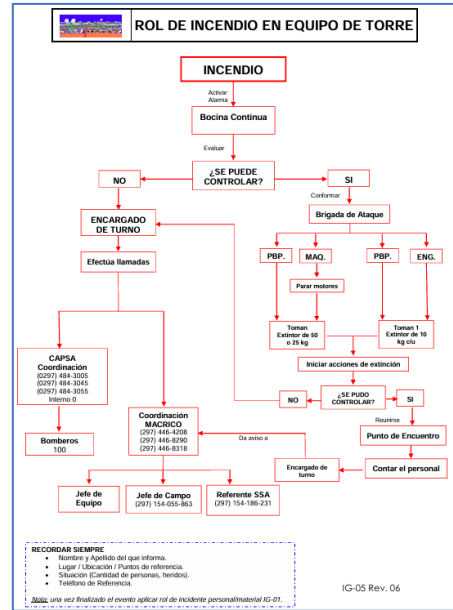 ROL DE INCENDIO EN EQUIPO DE TORRE
INCENDIO
Activar
Alarma
Bocina Continua
Evaluar
¿SE PUEDE
CONTROLAR?
NO
SI
Conformar
ENCARGADO
DE TURNO
Brigada de Ataque
Efectúa llamadas
PBP.
MAQ.
PBP.
ENG.
Parar motores
Toman
Extintor de 50
o 25 kg
Toman 1
Extintor de 10
kg c/u
Iniciar acciones de extinción
CAPSA
Coordinación
(0297) 484-3005
(0297) 484-3045
(0297) 484-3055
Interno 0
NO
¿SE PUDO
CONTROLAR?
SI
Coordinación
MACRICO
(297) 446-4208
(297) 446-8290
(297) 446-8318
Reunirse
Punto de Encuentro
Bomberos
100
Da aviso a
Encargado de
turno
Contar el personal
Jefe de
Equipo
Jefe de Campo
(297) 154-055-863
Referente SSA
(297) 154-186-231
RECORDAR SIEMPRE
• Nombre y Apellido del que informa.
• Lugar / Ubicación / Puntos de referencia.
• Situación (Cantidad de personas, heridos).
• Teléfono de Referencia.
Nota: una vez finalizado el evento aplicar rol de incidente personal/material IG-01.
IG-05 Rev. 06